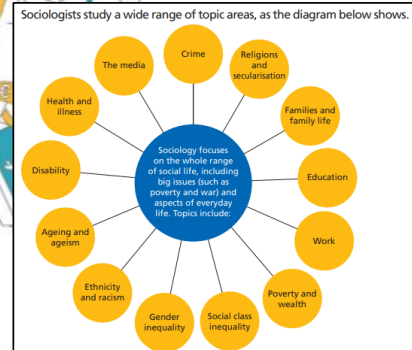 Sociologists study a wide range of topic areas, as the diagram below shows.
Crime
Religions
and
secularisation
Families and
family life
Education
Work
Poverty and
wealth
Social class
inequality
Gender
inequality
Ethnicity
and racism
Ageing and
ageism
Disability
Health and
illness
The media
Sociology focuses
on the whole range
of social life, including
big issues (such as
poverty and war) and
aspects of everyday
life. Topics include: